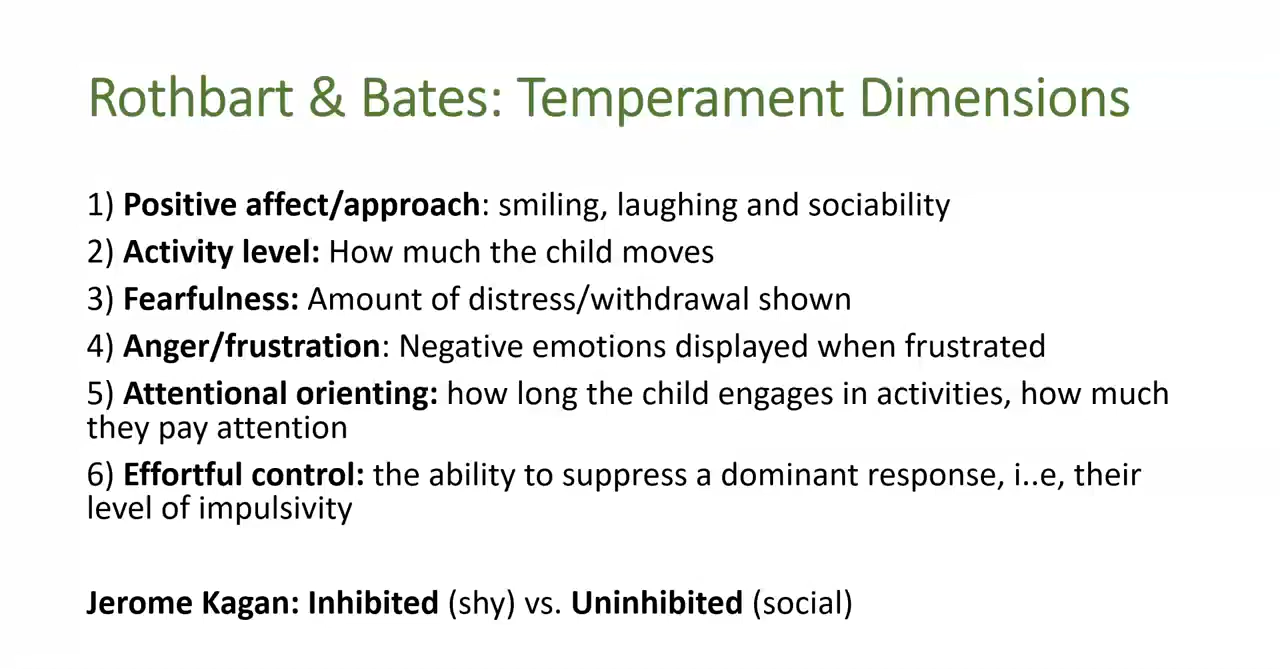 Rothbart & Bates: Temperament Dimensions
1) Positive affect/approach: smiling, laughing and sociability
2) Activity level: How much the child moves
3) Fearfulness: Amount of distress/withdrawal shown
4) Anger/frustration: Negative emotions displayed when frustrated
5) Attentional orienting: how long the child engages in activities, how much
they pay attention
6) Effortful control: the ability to suppress a dominant response, i..e, their
level of impulsivity
Jerome Kagan: Inhibited (shy) vs. Uninhibited (social)